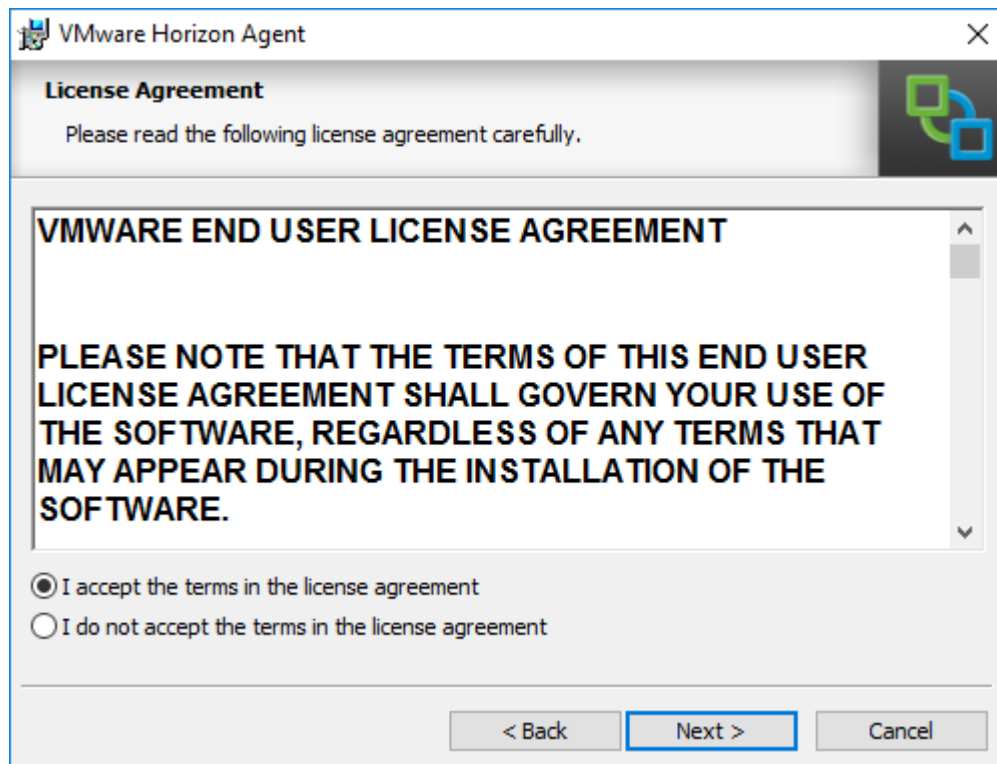 VMware Horizon Agent
License Agreement
Please read the following license agreement carefully.
VMWARE END USER LICENSE AGREEMENT
PLEASE NOTE THAT THE TERMS OF THIS END USER
LICENSE AGREEMENT SHALL GOVERN YOUR USE OF
THE SOFTWARE, REGARDLESS OF ANY TERMS THAT
MAY APPEAR DURING THE INSTALLATION OF THE
SOFTWARE.
I accept the terms in the license agreement
I do not accept the terms in the license agreement
< Back
Next >
Cancel